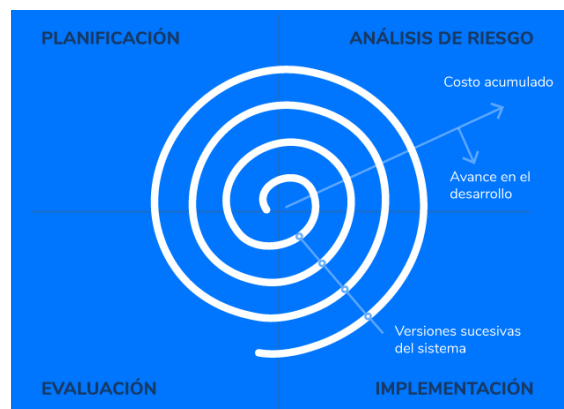 PLANIFICACIÓN
ANÁLISIS DE RIESGO
Costo acumulado
Avance en el
desarrollo
Versiones sucesivas
del sistema
EVALUACIÓN
IMPLEMENTACIÓN